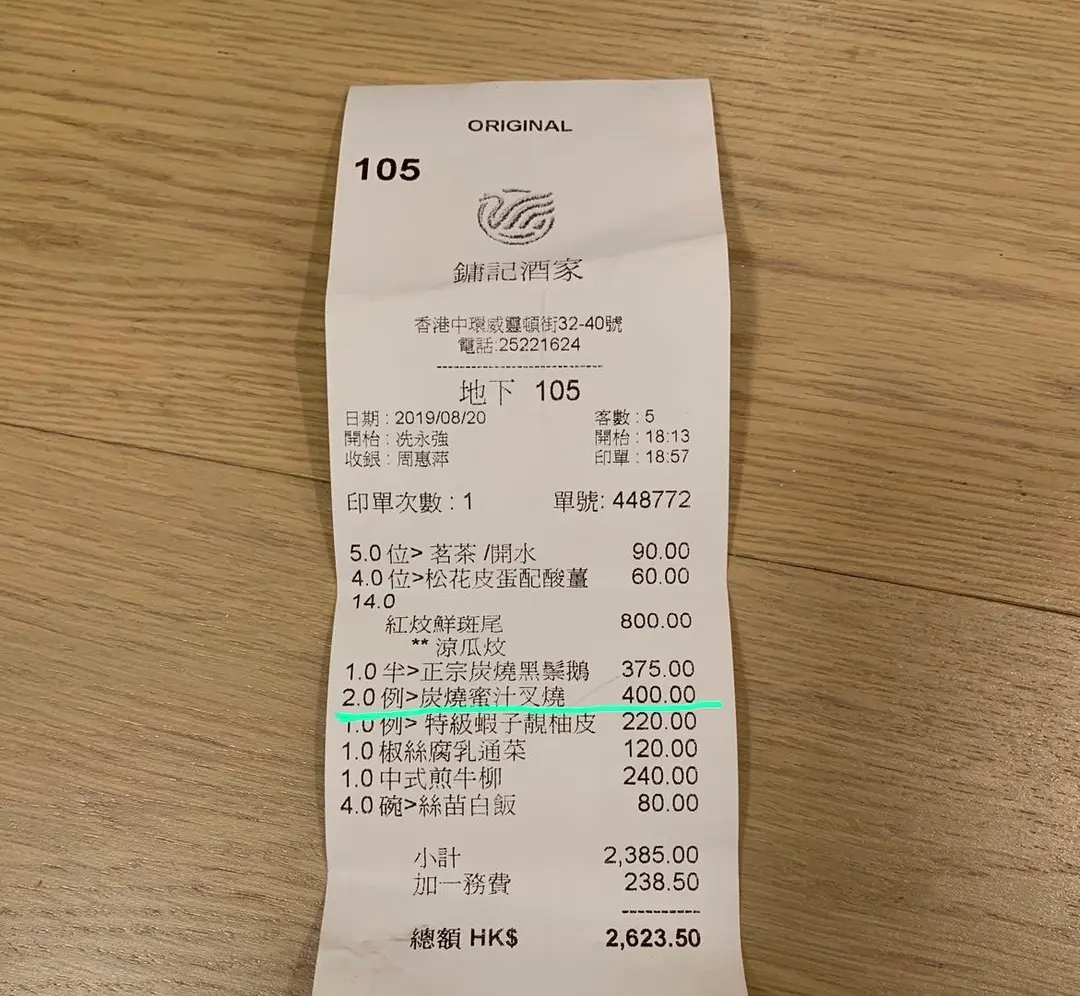 ORIGINAL
105
鏞記酒家
香港中環威靈頓街32-40號
電話:25221624
地下 105
日期 : 2019/08/20 客數 : 5
開枱 : 冼永強 開枱 : 18:13
收銀 : 周惠萍 印單 : 18:57
印單次數 : 1 單號: 448772
5.0 位> 茗茶 /開水 90.00
4.0 位>松花皮蛋配酸薑 60.00
14.0
紅炆鮮斑尾 800.00
** 涼瓜炆
1.0 半>正宗炭燒黑鬃鵝 375.00
2.0 例>炭燒蜜汁叉燒 400.00
1.0 例> 特級蝦子靚柚皮 220.00
1.0 椒絲腐乳通菜 120.00
1.0 中式煎牛柳 240.00
4.0 碗>絲苗白飯 80.00
小計 2,385.00
加一務費 238.50
總額 HK$ 2,623.50